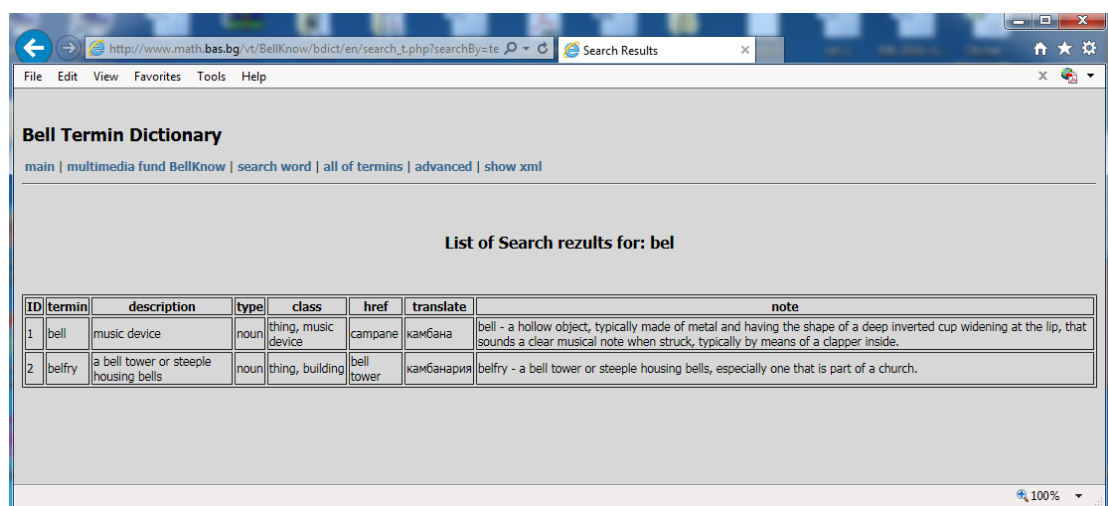 http://www.math.bas.bg/vt/BellKnow/bdict/en/search_t.php?searchBy=te
Search Results
File Edit View Favorites Tools Help
Bell Termin Dictionary
main | multimedia fund BellKnow | search word | all of termins | advanced | show xml
List of Search rezults for: bel
ID termin description type class href translate note
1 bell music device noun thing, music device campane камбана bell - a hollow object, typically made of metal and having the shape of a deep inverted cup widening at the lip, that
sounds a clear musical note when struck, typically by means of a clapper inside.
2 belfry a bell tower or steeple housing bells noun thing, building bell tower камбанария belfry - a bell tower or steeple housing bells, especially one that is part of a church.
100%